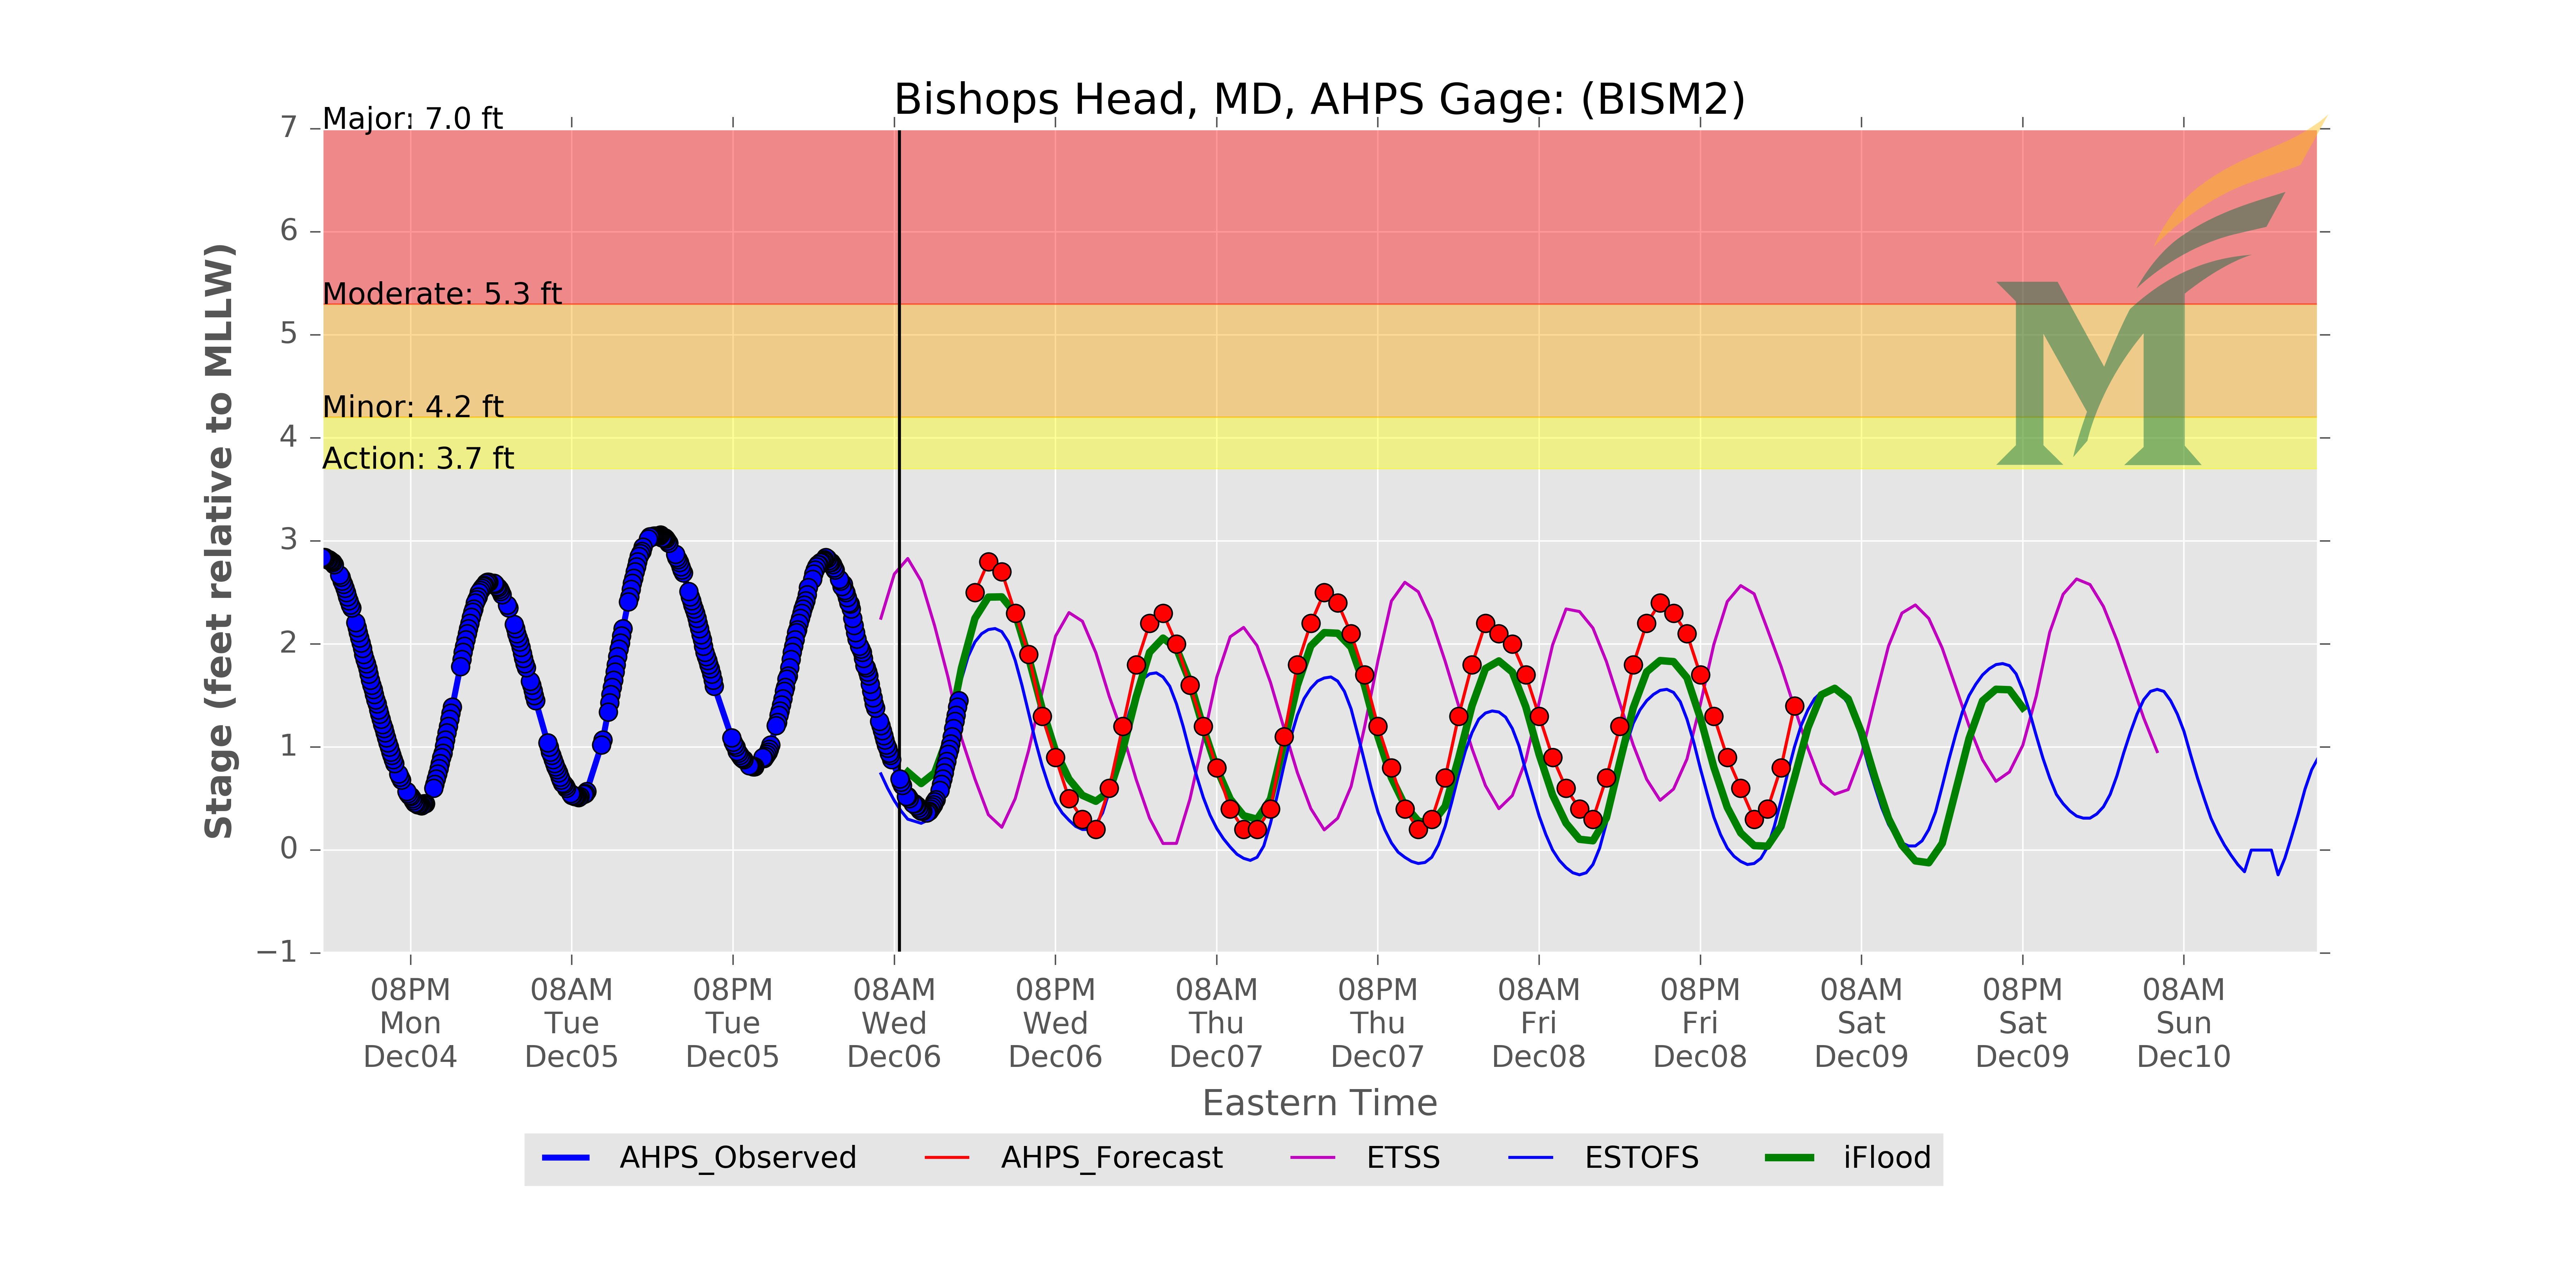 Bishops Head, MD, AHPS Gage: (BISM2)
Major: 7.0 ft
Moderate: 5.3 ft
Minor: 4.2 ft
Action: 3.7 ft
Stage (feet relative to MLLW)
7
6
5
4
3
2
1
0
−1
08PM Mon Dec04
08AM Tue Dec05
08PM Tue Dec05
08AM Wed Dec06
08PM Wed Dec06
08AM Thu Dec07
08PM Thu Dec07
08AM Fri Dec08
08PM Fri Dec08
08AM Sat Dec09
08PM Sat Dec09
08AM Sun Dec10
Eastern Time
AHPS_Observed AHPS_Forecast ETSS ESTOFS iFlood